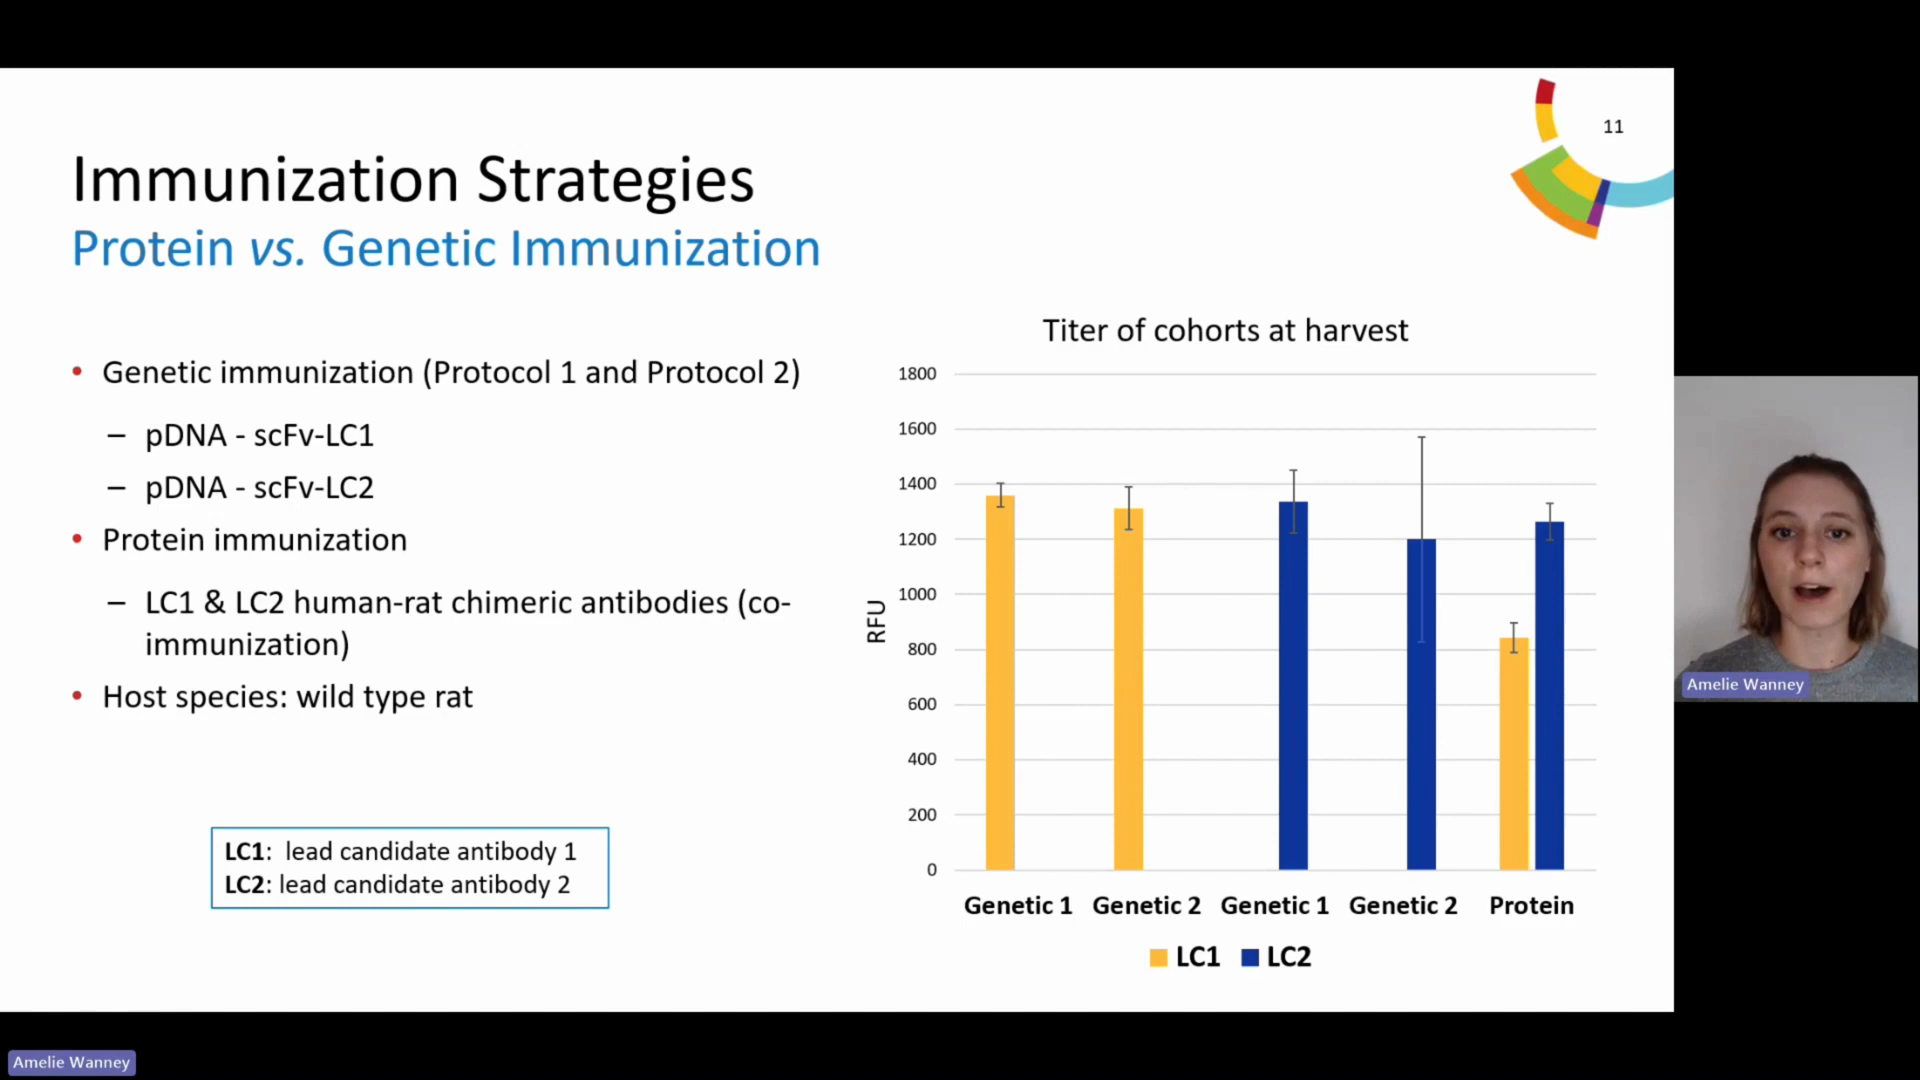 11
Immunization Strategies
Protein vs. Genetic Immunization
• Genetic immunization (Protocol 1 and Protocol 2)
– pDNA - scFv-LC1
– pDNA - scFv-LC2
• Protein immunization
– LC1 & LC2 human-rat chimeric antibodies (co-
immunization)
• Host species: wild type rat
LC1: lead candidate antibody 1
LC2: lead candidate antibody 2
Titer of cohorts at harvest
RFU
1800
1600
1400
1200
1000
800
600
400
200
0
Genetic 1 Genetic 2 Genetic 1 Genetic 2 Protein
LC1 LC2
Amelie Wanney
Amelie Wanney